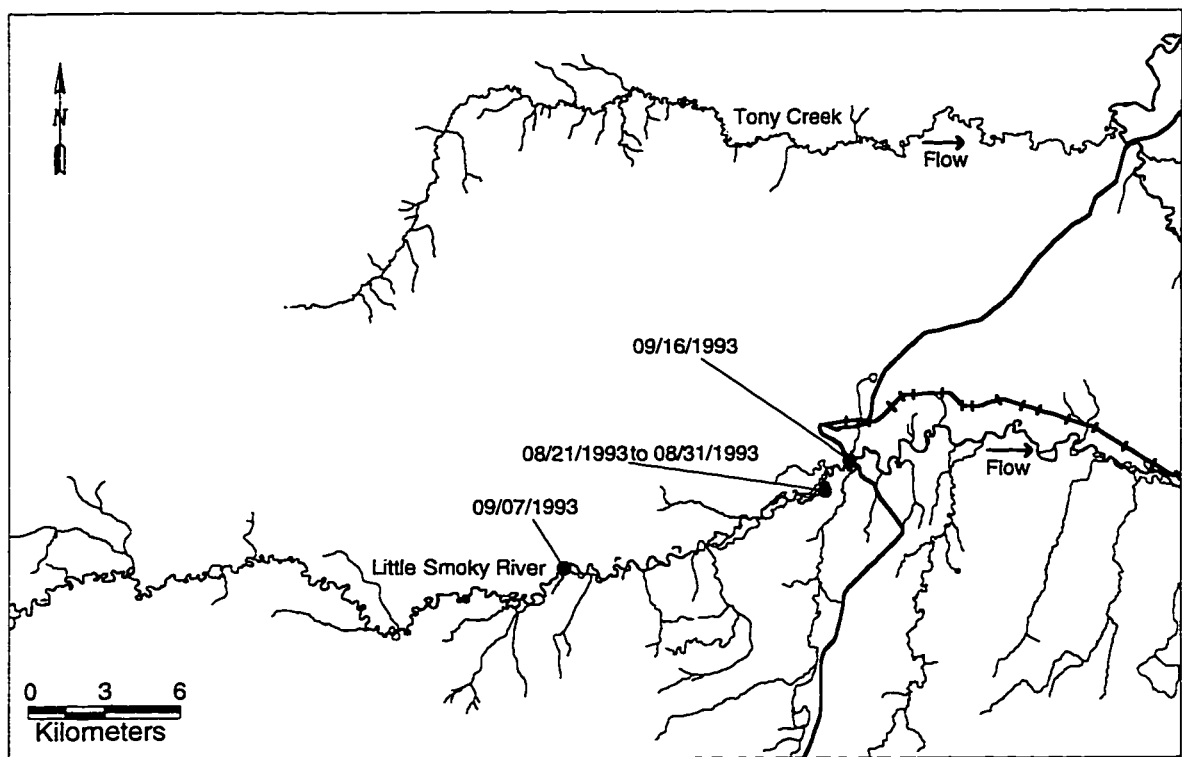 N
Tony Creek
Flow
09/16/1993
08/21/1993 to 08/31/1993
Flow
09/07/1993
Little Smoky River
0 3 6
Kilometers